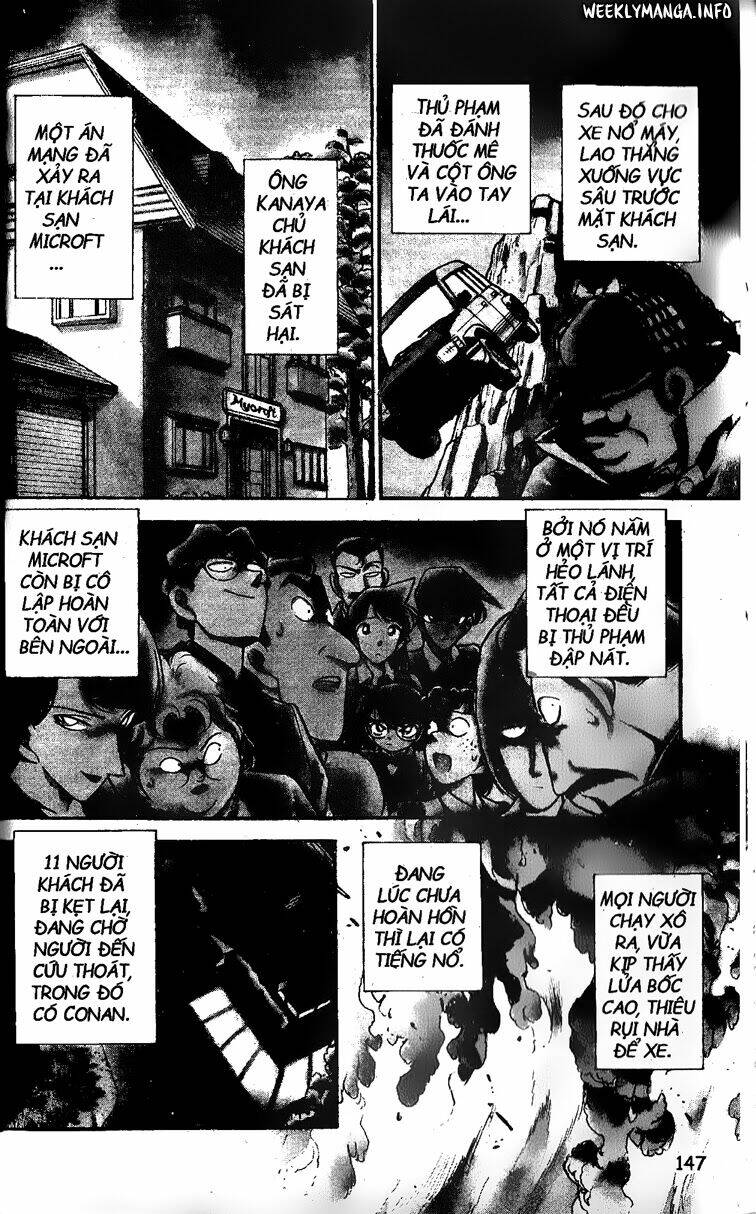 WEEKLYMANGA.INFO
MỘT ÁN
MẠNG ĐÃ
XẢY RA
TẠI KHÁCH
SẠN
MICROFT
...
ÔNG
KANAYA
CHỦ
KHÁCH
SẠN
ĐÃ BỊ
SÁT
HẠI.
Mycroft
THỦ PHẠM
ĐÃ ĐÁNH
THUỐC MÊ
VÀ CỘT ÔNG
TA VÀO TAY
LÁI...
SAU ĐÓ CHO
XE NỔ MÁY,
LAO THẲNG
XUỐNG VỰC
SÂU TRƯỚC
MẶT KHÁCH
SẠN.
KHÁCH SẠN
MICROFT
CÒN BỊ CÔ
LẬP HOÀN
TOÀN VỚI
BÊN NGOÀI...
BỞI NÓ NẰM
Ở MỘT VỊ TRÍ
HẺO LÁNH,
TẤT CẢ ĐIỆN
THOẠI ĐỀU
BỊ THỦ PHẠM
ĐẬP NÁT.
11 NGƯỜI
KHÁCH ĐÃ
BỊ KẸT LẠI,
ĐANG CHỜ
NGƯỜI ĐẾN
CỨU THOÁT,
TRONG ĐÓ
CÓ CONAN.
ĐANG
LÚC CHƯA
HOÀN HỒN
THÌ LẠI CÓ
TIẾNG NỔ.
MỌI NGƯỜI
CHẠY XÔ
RA, VỪA
KỊP THẤY
LỬA BỐC
CAO, THIÊU
RỤI NHÀ
ĐỂ XE.
147